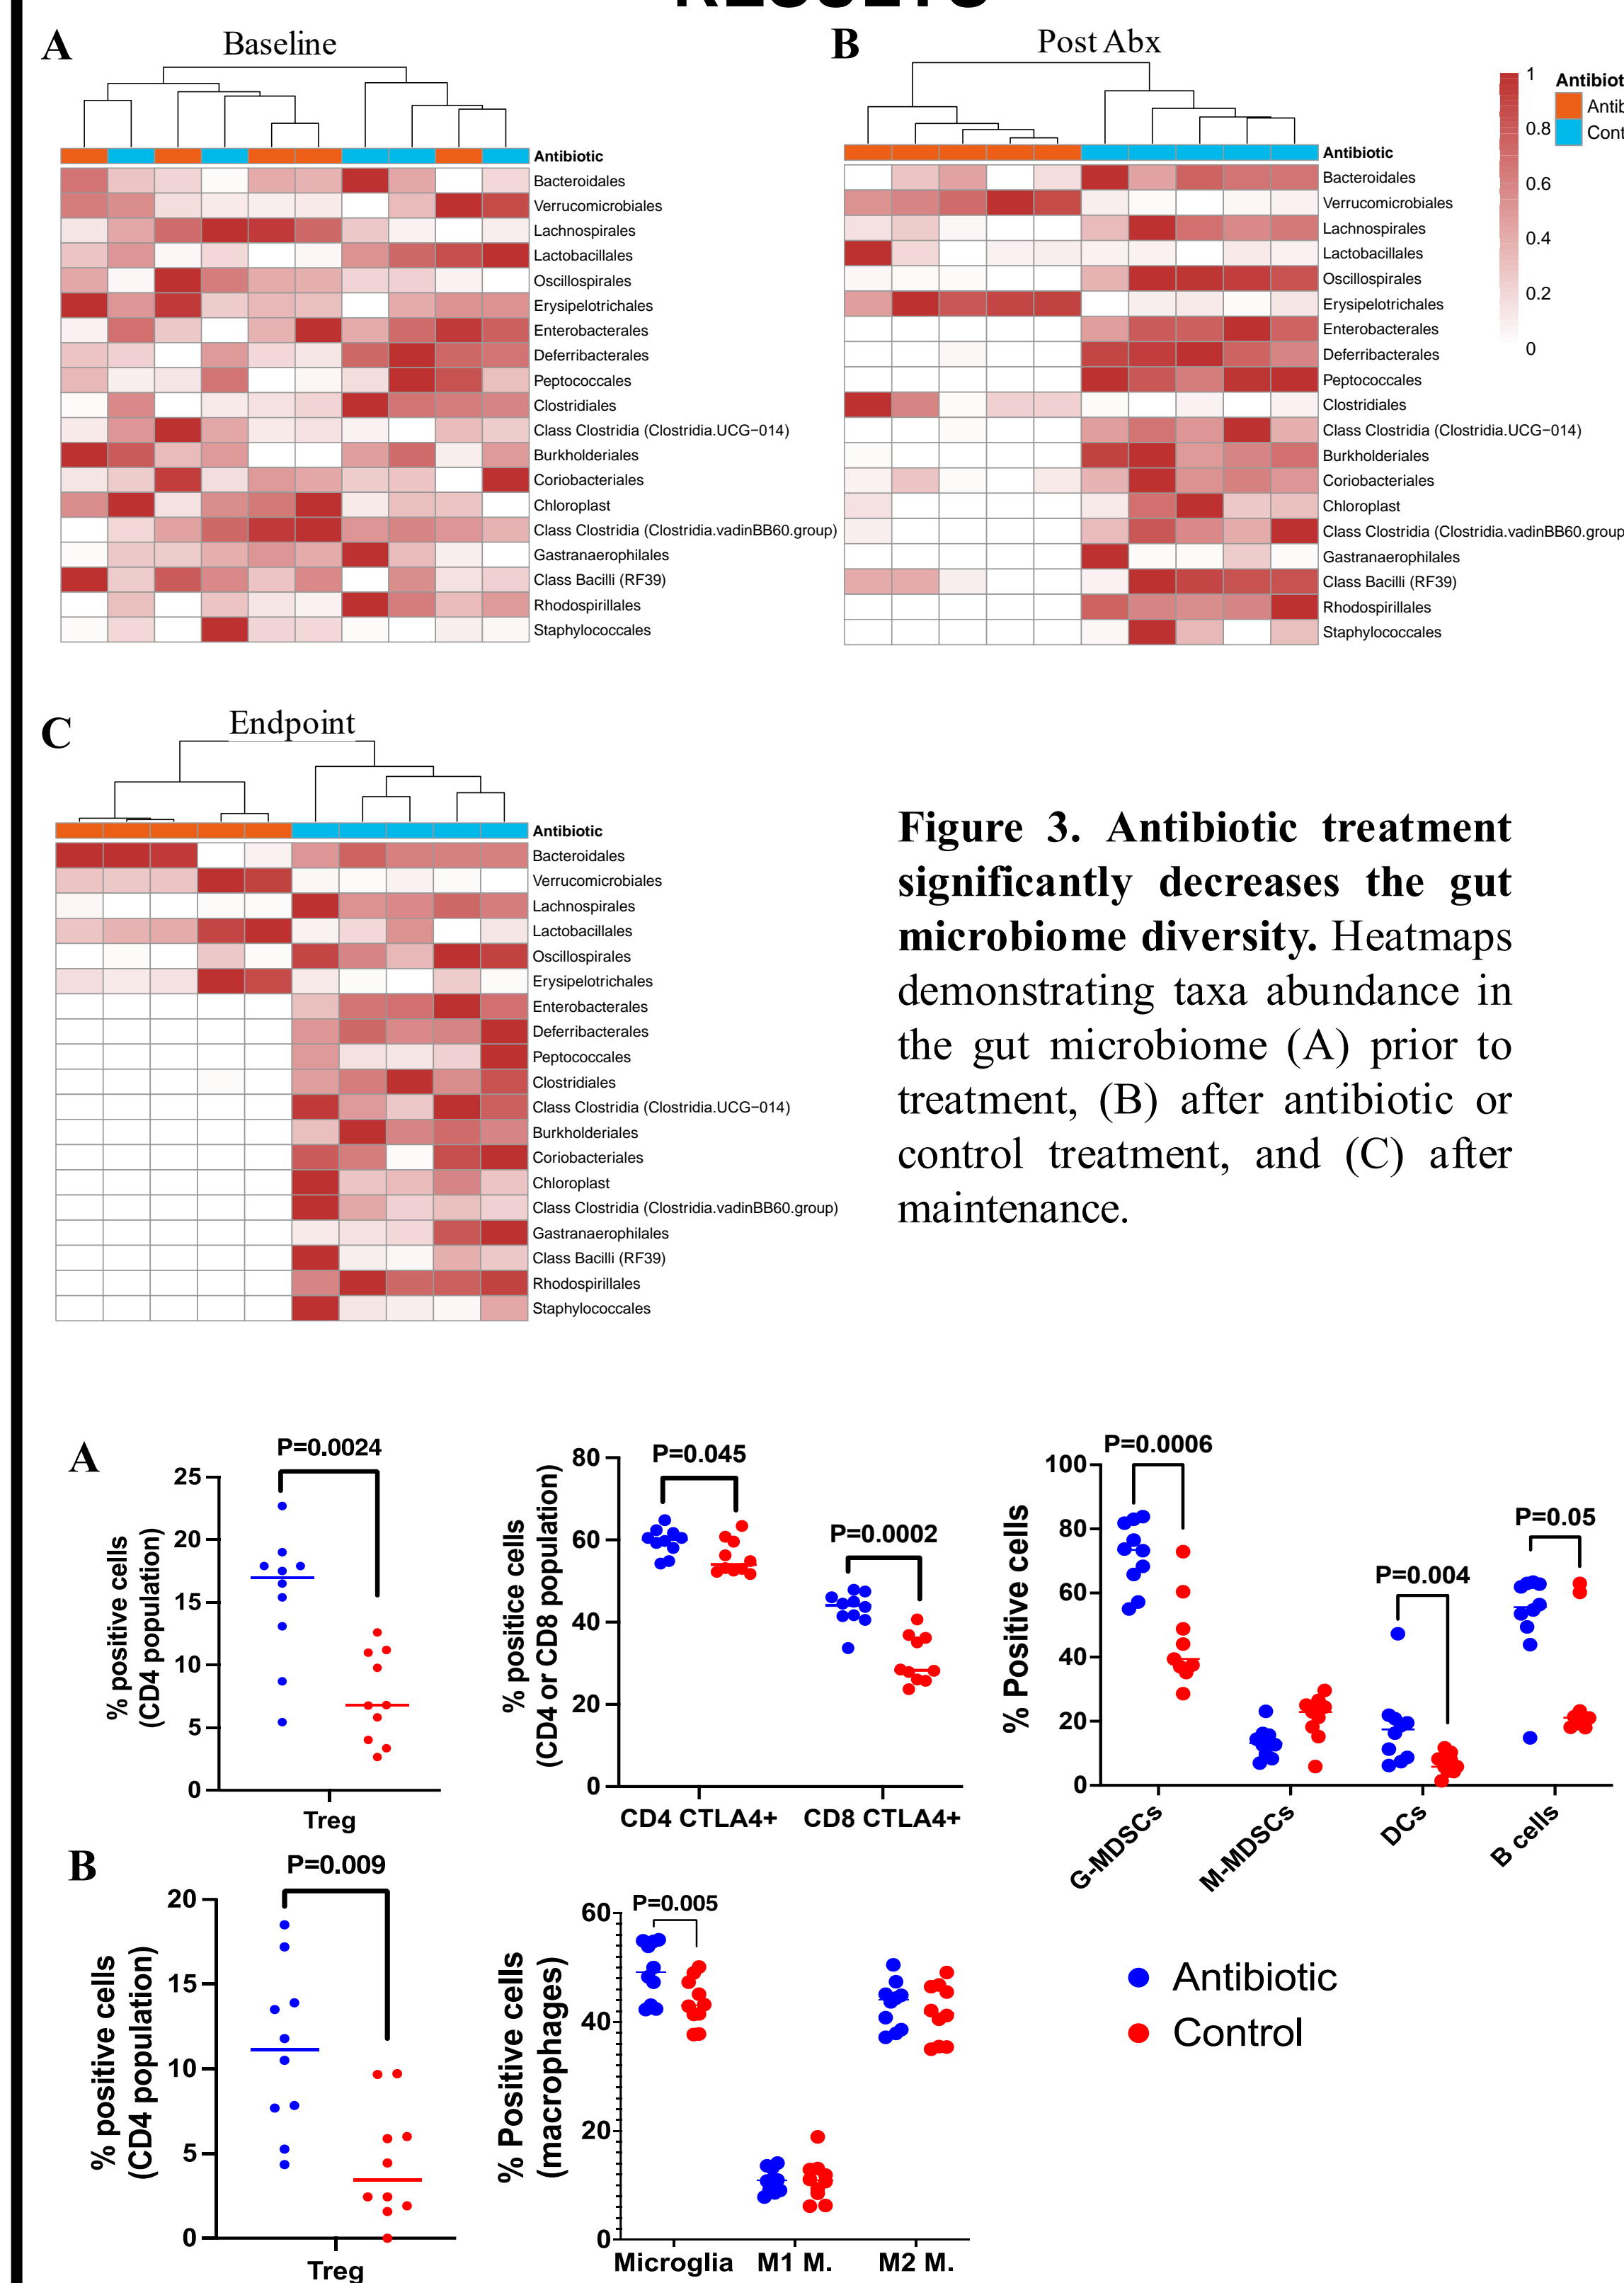 RESULTS
A
Baseline
Antibiotic
Bacteroidales
Verrucomicrobiales
Lachnospirales
Lactobacillales
Oscillospirales
Erysipelotrichales
Enterobacterales
Deferribacterales
Peptococcales
Clostridiales
Class Clostridia (Clostridia.UCG−014)
Burkholderiales
Coriobacteriales
Chloroplast
Class Clostridia (Clostridia.vadinBB60.group)
Gastranaerophilales
Class Bacilli (RF39)
Rhodospirillales
Staphylococcales
B
Post Abx
Antibiotic
Bacteroidales
Verrucomicrobiales
Lachnospirales
Lactobacillales
Oscillospirales
Erysipelotrichales
Enterobacterales
Deferribacterales
Peptococcales
Clostridiales
Class Clostridia (Clostridia.UCG−014)
Burkholderiales
Coriobacteriales
Chloroplast
Class Clostridia (Clostridia.vadinBB60.group
Gastranaerophilales
Class Bacilli (RF39)
Rhodospirillales
Staphylococcales
1
0.8
0.6
0.4
0.2
0
Antibiot
Antib
Cont
C
Endpoint
Antibiotic
Bacteroidales
Verrucomicrobiales
Lachnospirales
Lactobacillales
Oscillospirales
Erysipelotrichales
Enterobacterales
Deferribacterales
Peptococcales
Clostridiales
Class Clostridia (Clostridia.UCG−014)
Burkholderiales
Coriobacteriales
Chloroplast
Class Clostridia (Clostridia.vadinBB60.group)
Gastranaerophilales
Class Bacilli (RF39)
Rhodospirillales
Staphylococcales
Figure 3. Antibiotic treatment
significantly decreases the gut
microbiome diversity. Heatmaps
demonstrating taxa abundance in
the gut microbiome (A) prior to
treatment, (B) after antibiotic or
control treatment, and (C) after
maintenance.
A
P=0.0024
% positive cells
(CD4 population)
25
20
15
10
5
0
Treg
P=0.045
P=0.0002
% positice cells
(CD4 or CD8 population)
80
60
40
20
0
CD4 CTLA4+
CD8 CTLA4+
P=0.0006
P=0.004
P=0.05
% Positive cells
100
80
60
40
20
0
G-MDSCs
M-MDSCs
DCs
B cells
B
P=0.009
% positive cells
(CD4 population)
20
15
10
5
0
Treg
P=0.005
% Positive cells
(macrophages)
60
40
20
0
Microglia
M1 M.
M2 M.
Antibiotic
Control